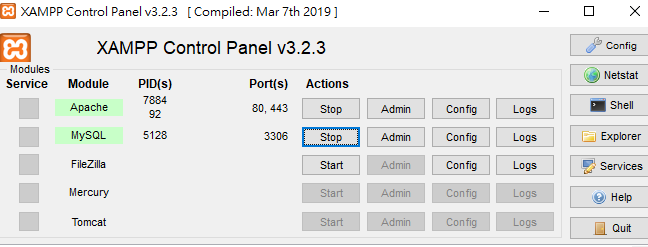 XAMPP Control Panel v3.2.3 [ Compiled: Mar 7th 2019 ]
XAMPP Control Panel v3.2.3
Config
Modules
Service Module PID(s) Port(s) Actions
Netstat
Apache 7884 92 80, 443 Stop Admin Config Logs
Shell
MySQL 5128 3306 Stop Admin Config Logs
Explorer
FileZilla Start Admin Config Logs
Services
Mercury Start Admin Config Logs
Help
Tomcat Start Admin Config Logs
Quit